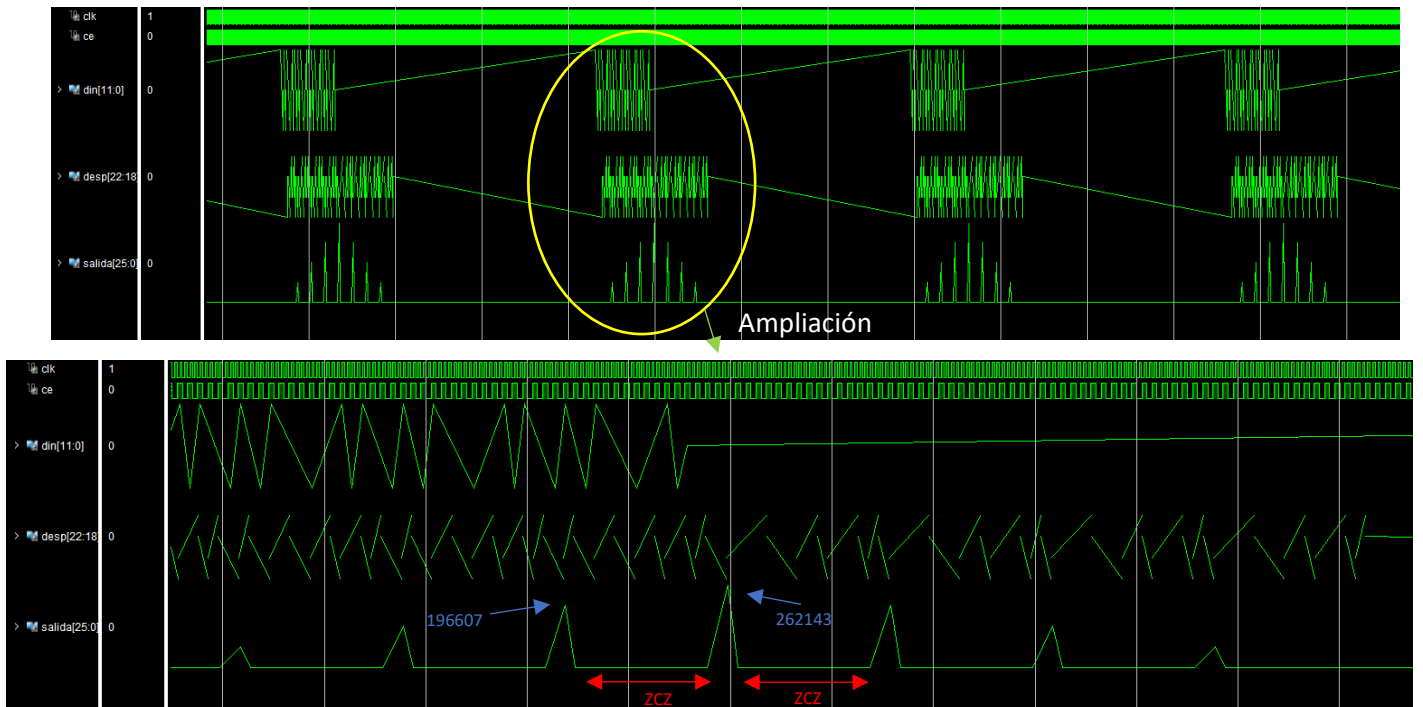 clk 1
ce 0
din[11:0] 0
desp[22:18] 0
salida[25:0] 0
Ampliación
clk 1
ce 0
din[11:0] 0
desp[22:18] 0
196607
262143
salida[25:0] 0
ZCZ ZCZ